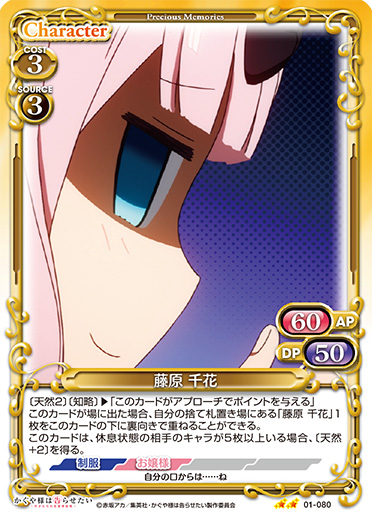 Precious Memories
Character
COST
3
SOURCE
3
60 AP
DP 50
藤原 千花
〔天然2〕〔知略〕▶「このカードがアプローチでポイントを与える」
このカードが場に出た場合、自分の捨て札置き場にある「藤原 千花」1
枚をこのカードの下に裏向きで重ねることができる。
このカードは、休息状態の相手のキャラが5枚以上いる場合、〔天然
+2〕を得る。
制服 お嬢様
自分の口からは……ね
かぐや様は告らせたい
©赤坂アカ/集英社・かぐや様は告らせたい製作委員会
01-080